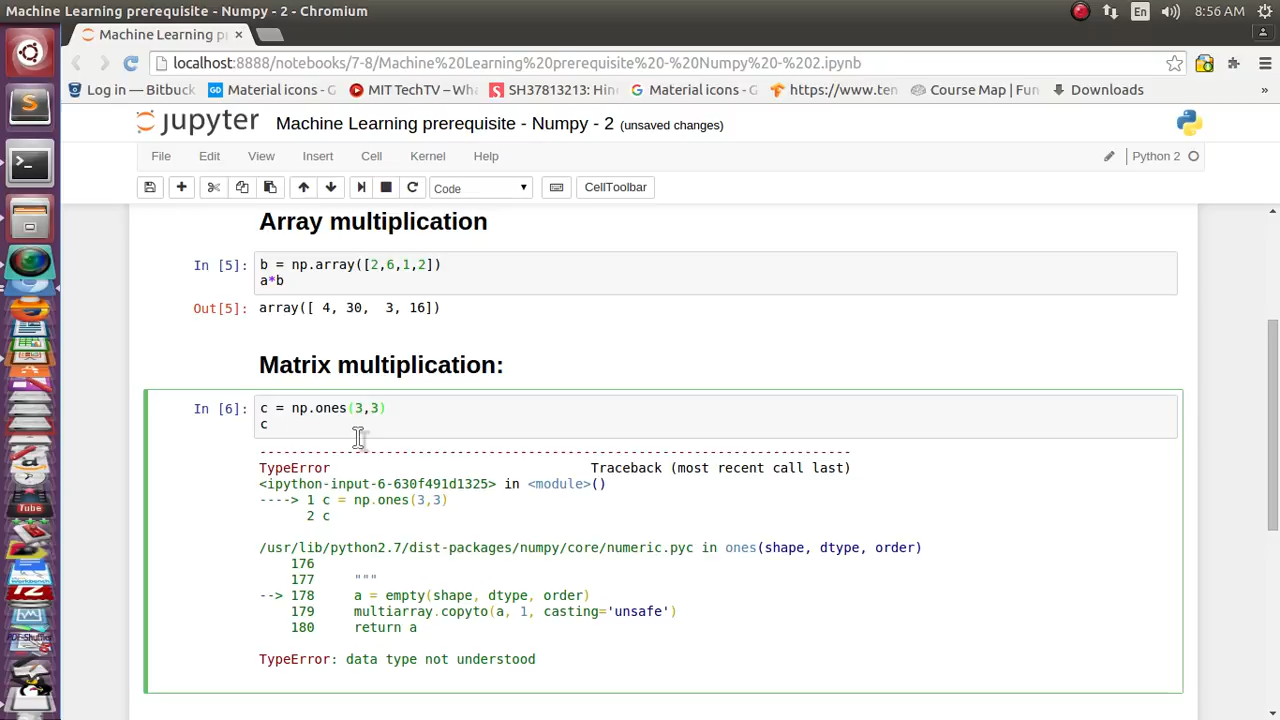 Machine Learning prerequisite - Numpy - 2 - Chromium
En
8:56 AM
Machine Learning p
localhost:8888/notebooks/7-8/Machine%20Learning%20prerequisite%20-%20Numpy%20-%202.ipynb
Log in — Bitbuck
Material icons - G
MIT TechTV – Wha
SH37813213: Hin
Material icons - G
https://www.ten
Course Map | Fun
Downloads
»
jupyter
Machine Learning prerequisite - Numpy - 2 (unsaved changes)
File Edit View Insert Cell Kernel Help
Python 2
Code
CellToolbar
Array multiplication
In [5]:
b = np.array([2,6,1,2])
a*b
Out[5]:
array([ 4, 30,  3, 16])
Matrix multiplication:
In [6]:
c = np.ones(3,3)
c
---------------------------------------------------------------------------
TypeError                                 Traceback (most recent call last)
<ipython-input-6-630f491d1325> in <module>()
----> 1 c = np.ones(3,3)
      2 c
/usr/lib/python2.7/dist-packages/numpy/core/numeric.pyc in ones(shape, dtype, order)
    176
    177     """
--> 178     a = empty(shape, dtype, order)
    179     multiarray.copyto(a, 1, casting='unsafe')
    180     return a
TypeError: data type not understood
Tube